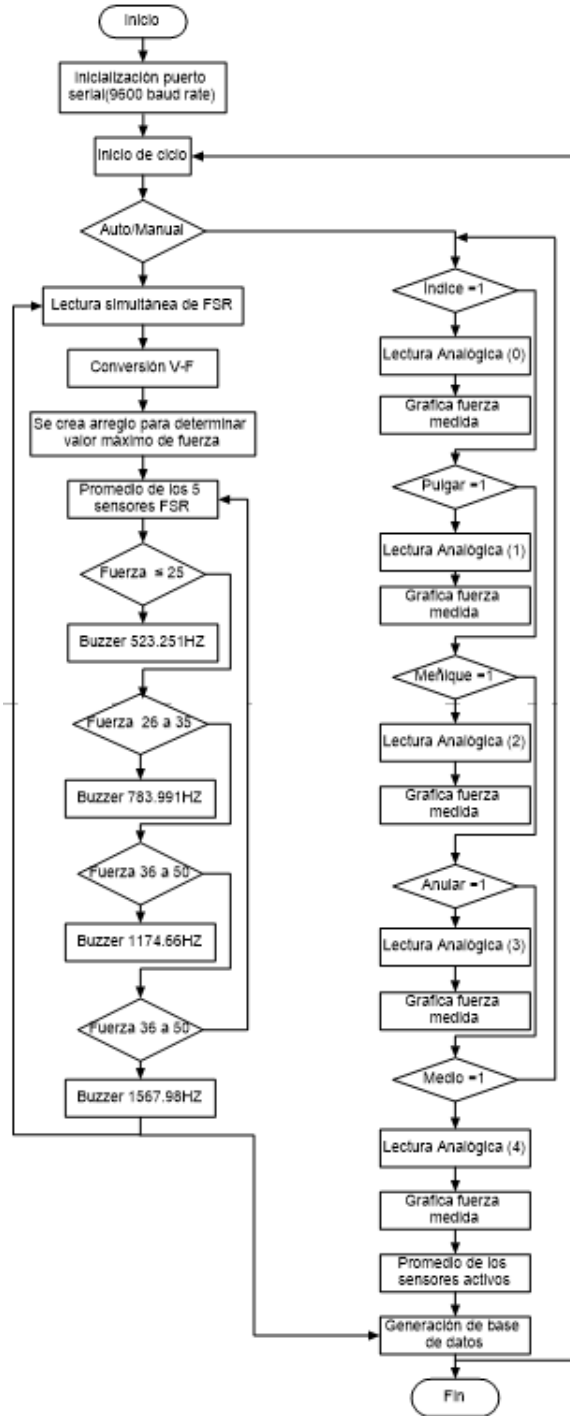 Inicio
Inicialización puerto
serial(9600 baud rate)
Inicio de ciclo
Auto/Manual
Lectura simultánea de FSR
Conversión V-F
Se crea arreglo para determinar
valor máximo de fuerza
Promedio de los 5
sensores FSR
Fuerza ≤ 25
Buzzer 523.251HZ
Fuerza 26 a 35
Buzzer 783.991HZ
Fuerza 36 a 50
Buzzer 1174.66HZ
Fuerza 36 a 50
Buzzer 1567.98HZ
Índice =1
Lectura Analógica (0)
Grafica fuerza
medida
Pulgar =1
Lectura Analógica (1)
Grafica fuerza
medida
Meñique =1
Lectura Analógica (2)
Grafica fuerza
medida
Anular =1
Lectura Analógica (3)
Grafica fuerza
medida
Medio =1
Lectura Analógica (4)
Grafica fuerza
medida
Promedio de los
sensores activos
Generación de base
de datos
Fin